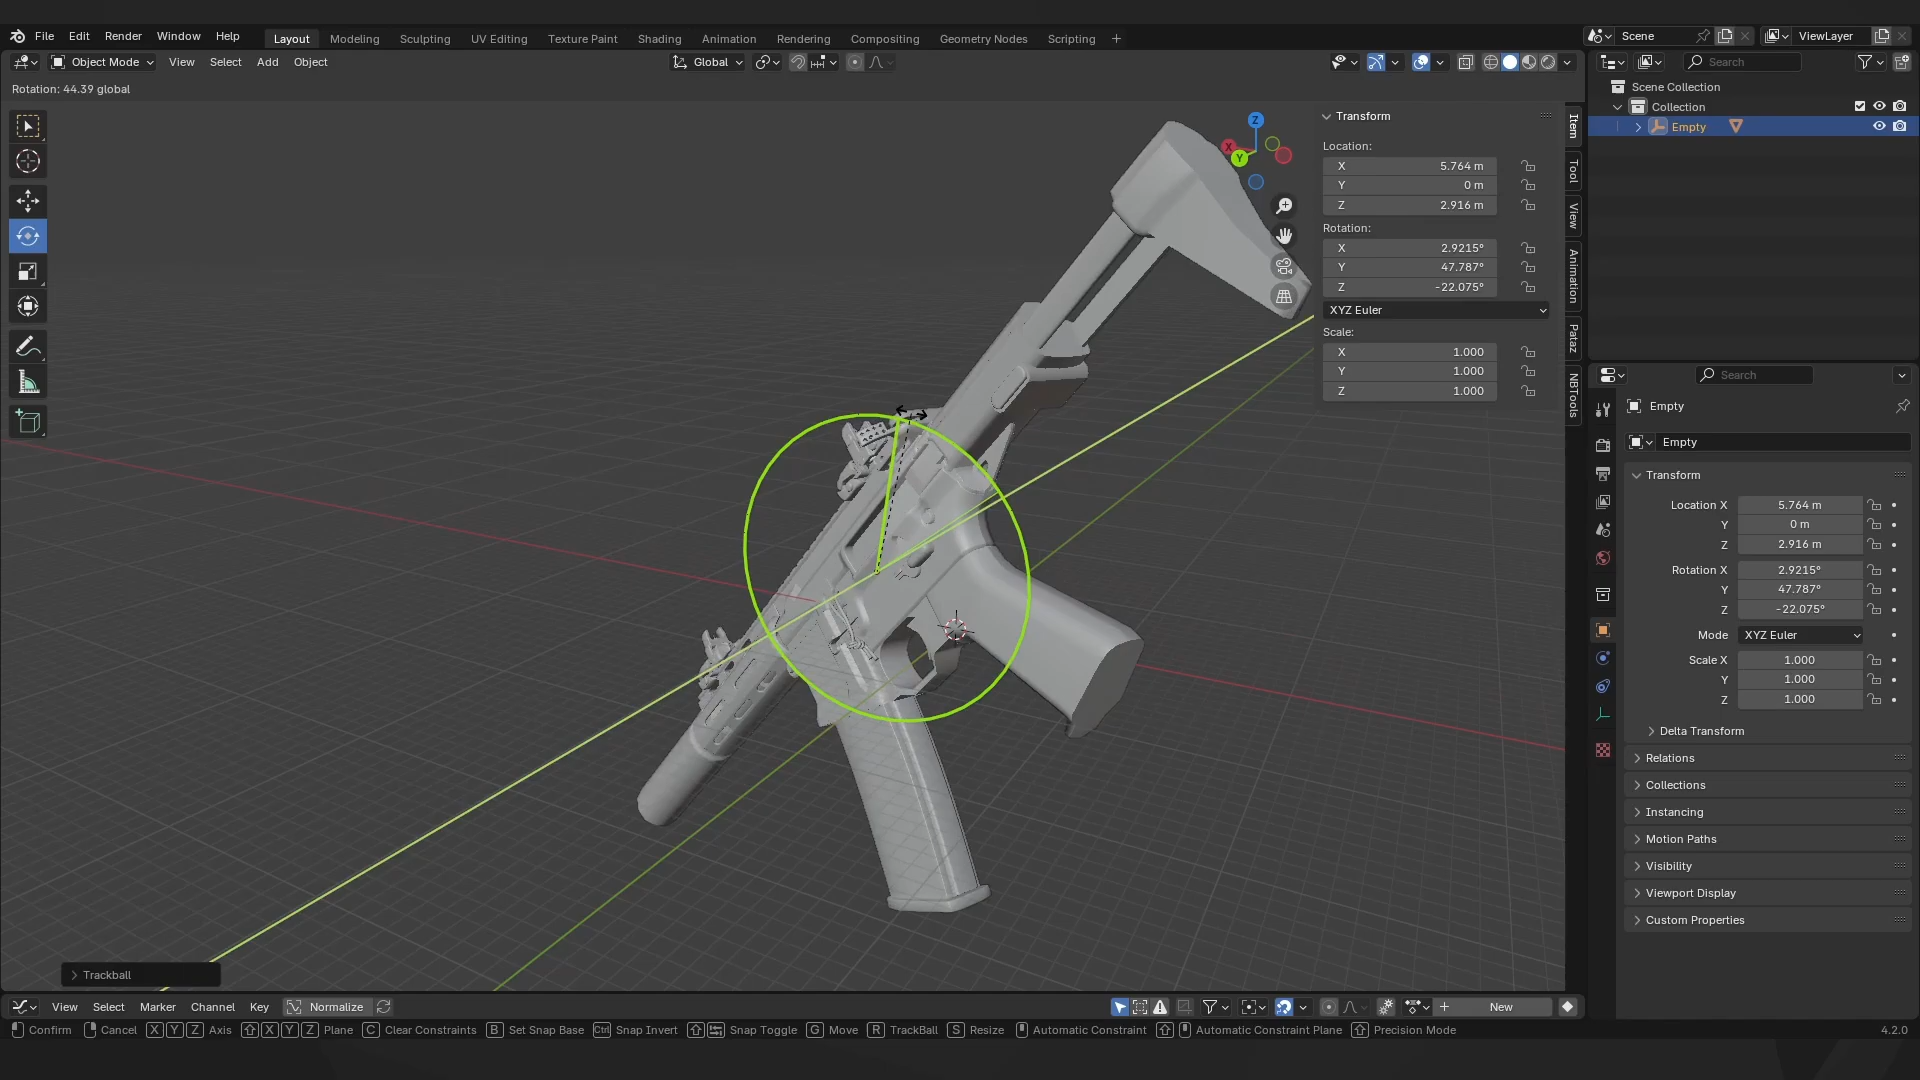 File Edit Render Window Help Layout Modeling Sculpting UV Editing Texture Paint Shading Animation Rendering Compositing Geometry Nodes Scripting + Scene ViewLayer
Object Mode View Select Add Object Global Search
Rotation: 44.39 global
Scene Collection
Collection
Empty
Z
X
Y
Transform
Location:
X 5.764 m
Y 0 m
Z 2.916 m
Rotation:
X 2.9215°
Y 47.787°
Z -22.075°
XYZ Euler
Scale:
X 1.000
Y 1.000
Z 1.000
Item
Tool
View
Animation
Pataz
NBTools
Search
Empty
Empty
Transform
Location X 5.764 m
Y 0 m
Z 2.916 m
Rotation X 2.9215°
Y 47.787°
Z -22.075°
Mode XYZ Euler
Scale X 1.000
Y 1.000
Z 1.000
Delta Transform
Relations
Collections
Instancing
Motion Paths
Visibility
Viewport Display
Custom Properties
Trackball
View Select Marker Channel Key Normalize New
Confirm Cancel X Y Z Axis X Y Z Plane C Clear Constraints B Set Snap Base Ctrl Snap Invert Snap Toggle G Move R TrackBall S Resize Automatic Constraint Automatic Constraint Plane Precision Mode 4.2.0